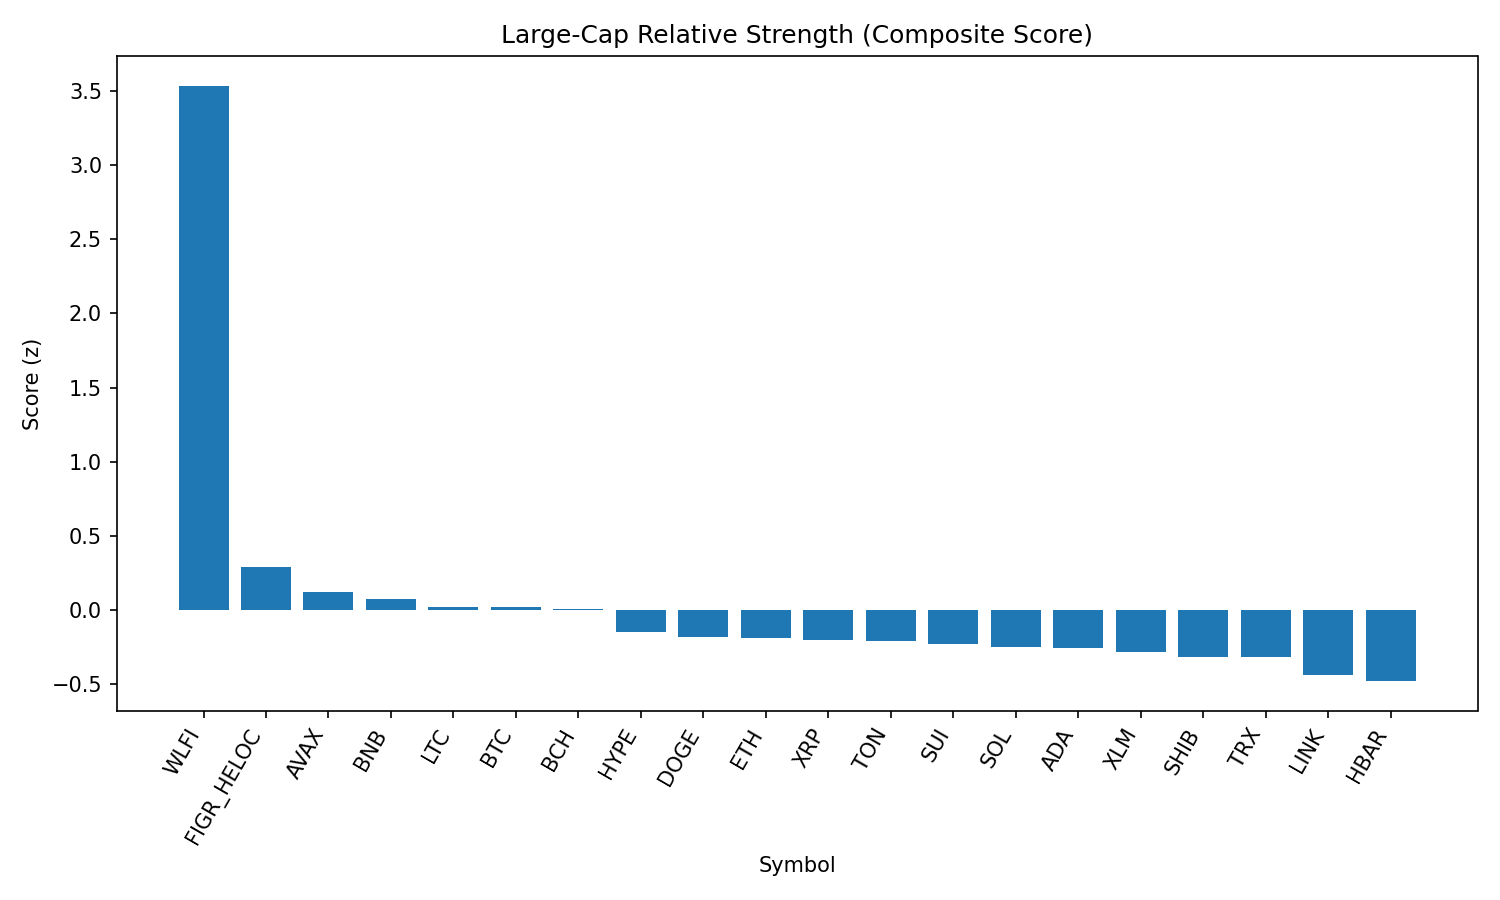 Large-Cap Relative Strength (Composite Score)
3.5
3.0
2.5
2.0
1.5
1.0
0.5
0.0
−0.5
Score (z)
WLFI
FIGR_HELOC
AVAX
BNB
LTC
BTC
BCH
HYPE
DOGE
ETH
XRP
TON
SUI
SOL
ADA
XLM
SHIB
TRX
LINK
HBAR
Symbol